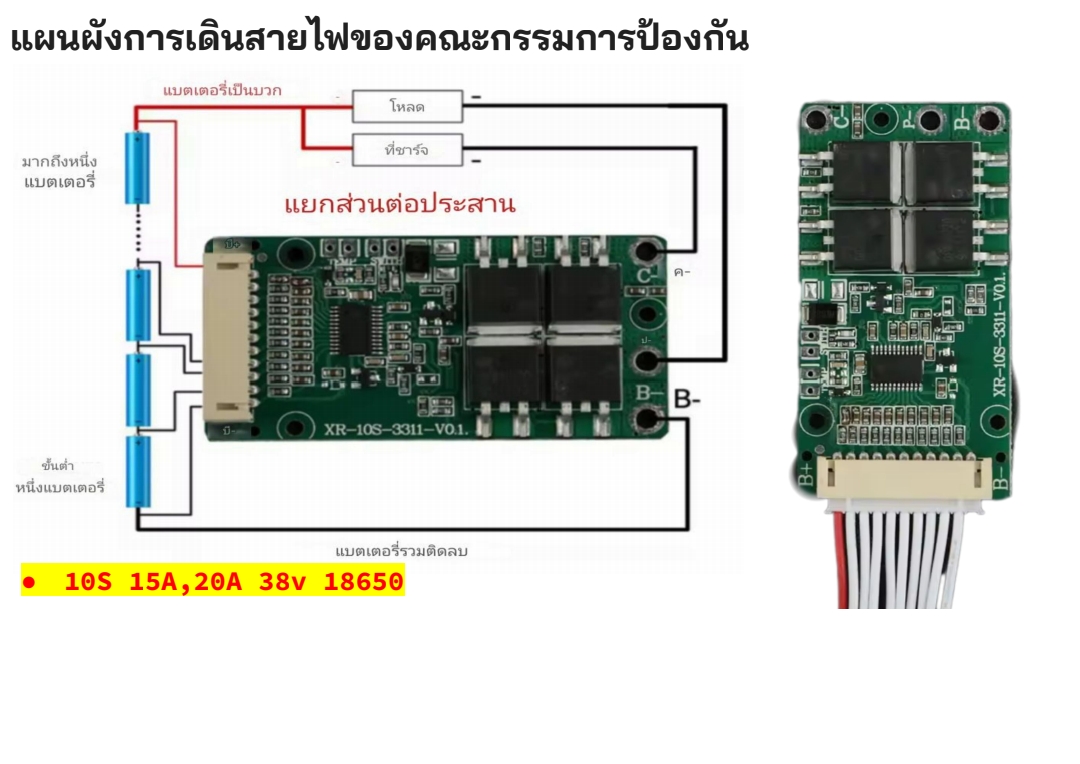 แผนผังการเดินสายไฟของคณะกรรมการป้องกัน
แบตเตอรี่เป็นบวก
โหลด
ที่ชาร์จ
มากถึงหนึ่ง
แบตเตอรี่
แยกส่วนต่อประสาน
บี+
C-
ค-
ป-
B-
B-
บี-
XR-10S-3311-V0.1.
ขั้นต่ำ
หนึ่งแบตเตอรี่
แบตเตอรี่รวมติดลบ
● 10S 15A,20A 38v 18650
C-
P-
B-
XR-10S-3311-V0.1.
B+
B-